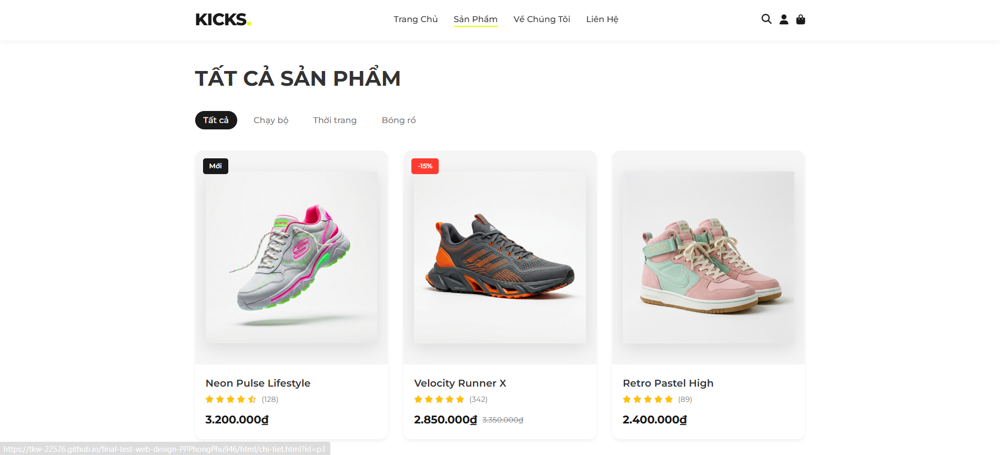 KICKS.
Trang Chủ Sản Phẩm Về Chúng Tôi Liên Hệ
TẤT CẢ SẢN PHẨM
Tất cả Chạy bộ Thời trang Bóng rổ
Mới
-15%
Neon Pulse Lifestyle
(128)
3.200.000₫
Velocity Runner X
(342)
2.850.000₫ 3.350.000₫
Retro Pastel High
(89)
2.400.000₫
https://tkw-22526.github.io/final-test-web-design-PPPhongPhu946/html/chi-tiet.html?id=p3